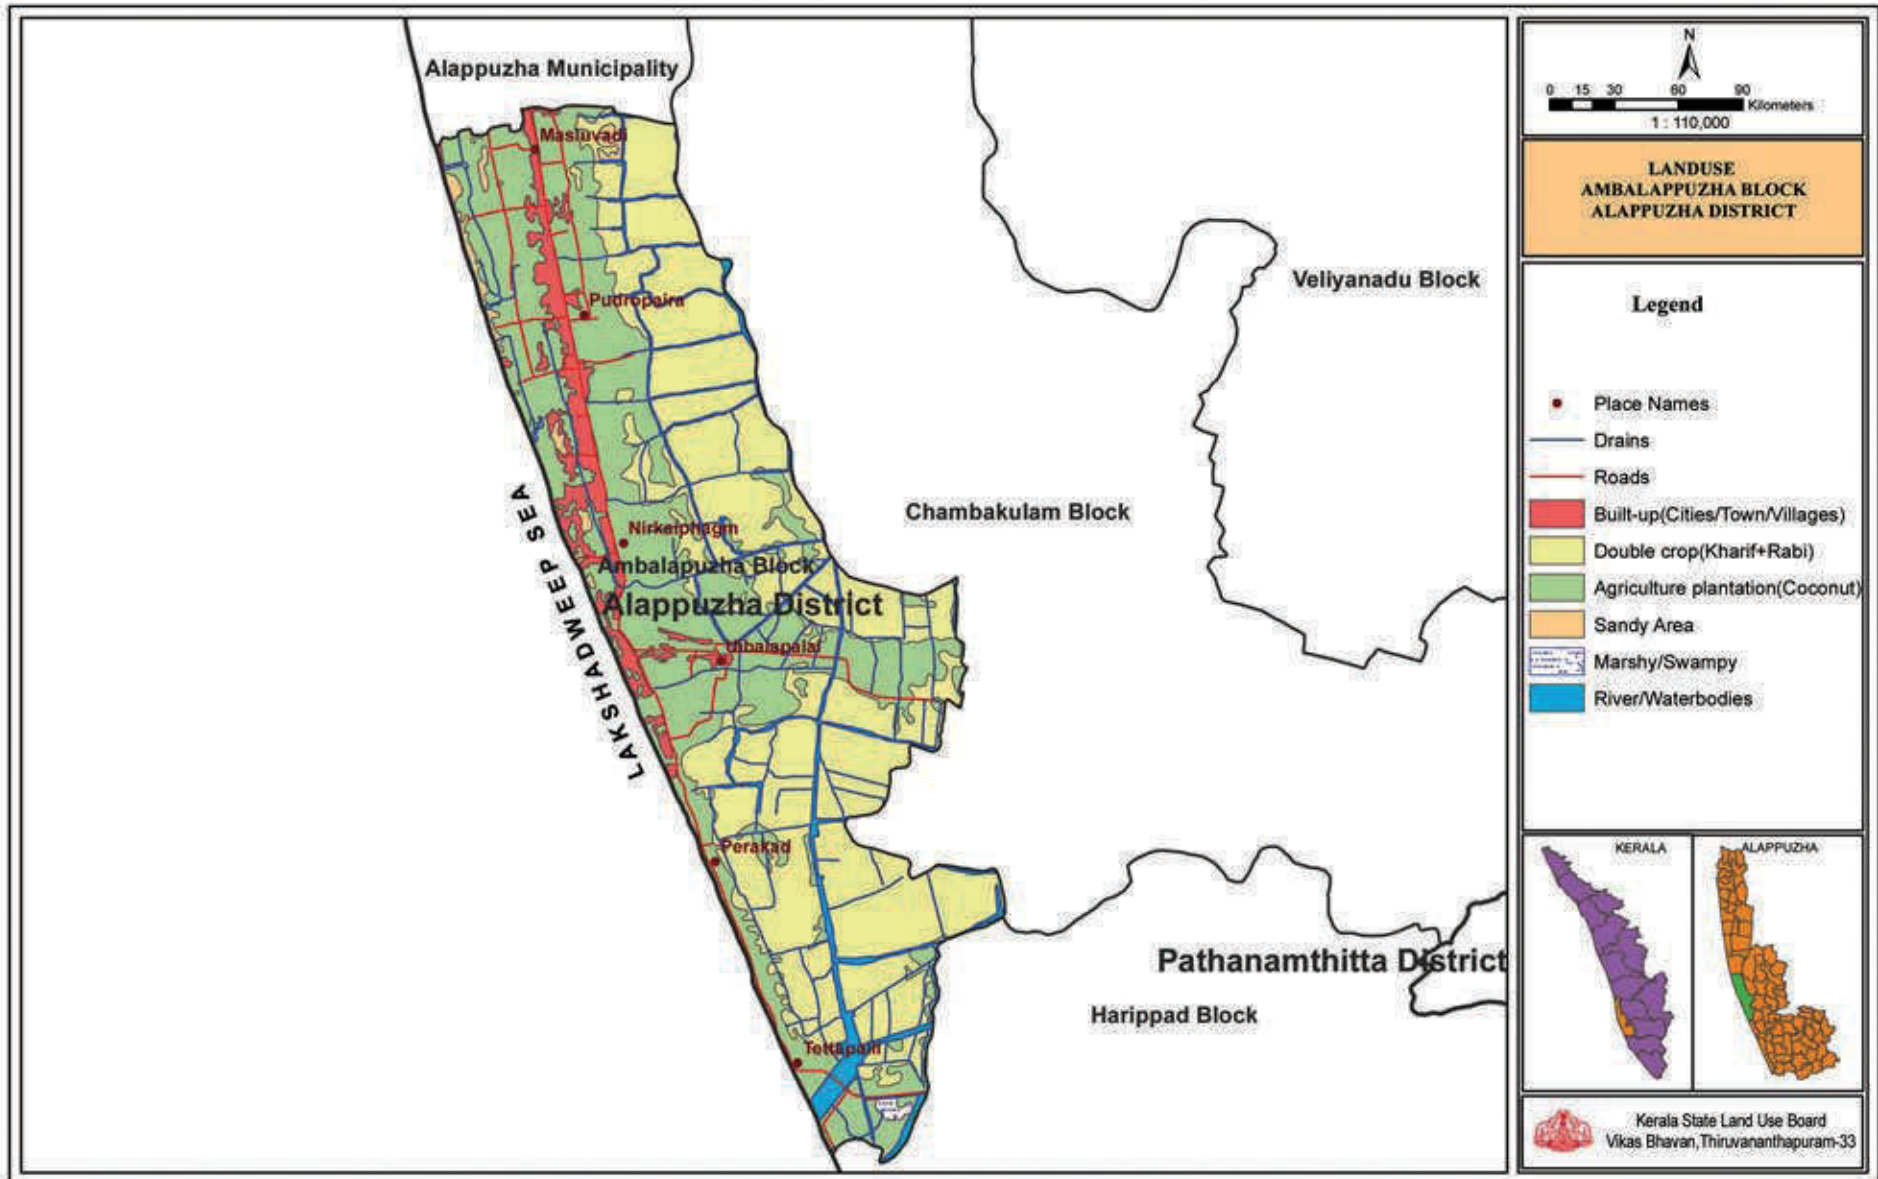 Alappuzha Municipality
Masluvadi
Pudropaira
Veliyanadu Block
Chambakulam Block
Nirkaiphagm
Ambalapuzha Block
Alappuzha District
LAKSHADWEEP SEA
Perakad
Pathanamthitta District
Harippad Block
Tottapalli
N
0 15 30 60 90
Kilometers
1 : 110,000
LANDUSE
AMBALAPPUZHA BLOCK
ALAPPUZHA DISTRICT
Legend
Place Names
Drains
Roads
Built-up(Cities/Town/Villages)
Double crop(Kharif+Rabi)
Agriculture plantation(Coconut)
Sandy Area
Marshy/Swampy
River/Waterbodies
KERALA
ALAPPUZHA
Kerala State Land Use Board
Vikas Bhavan,Thiruvananthapuram-33